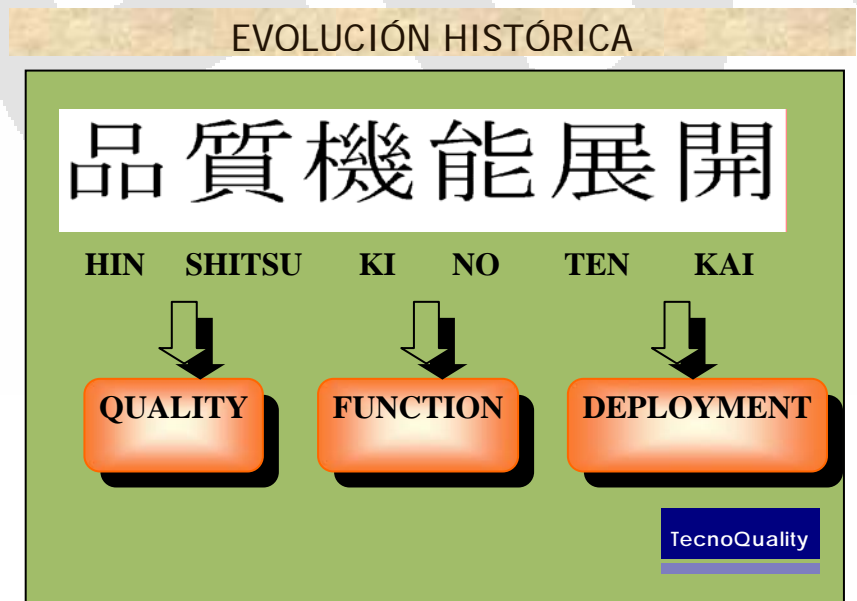 EVOLUCIÓN HISTÓRICA
品質機能展開
HIN SHITSU KI NO TEN KAI
QUALITY FUNCTION DEPLOYMENT
TecnoQuality